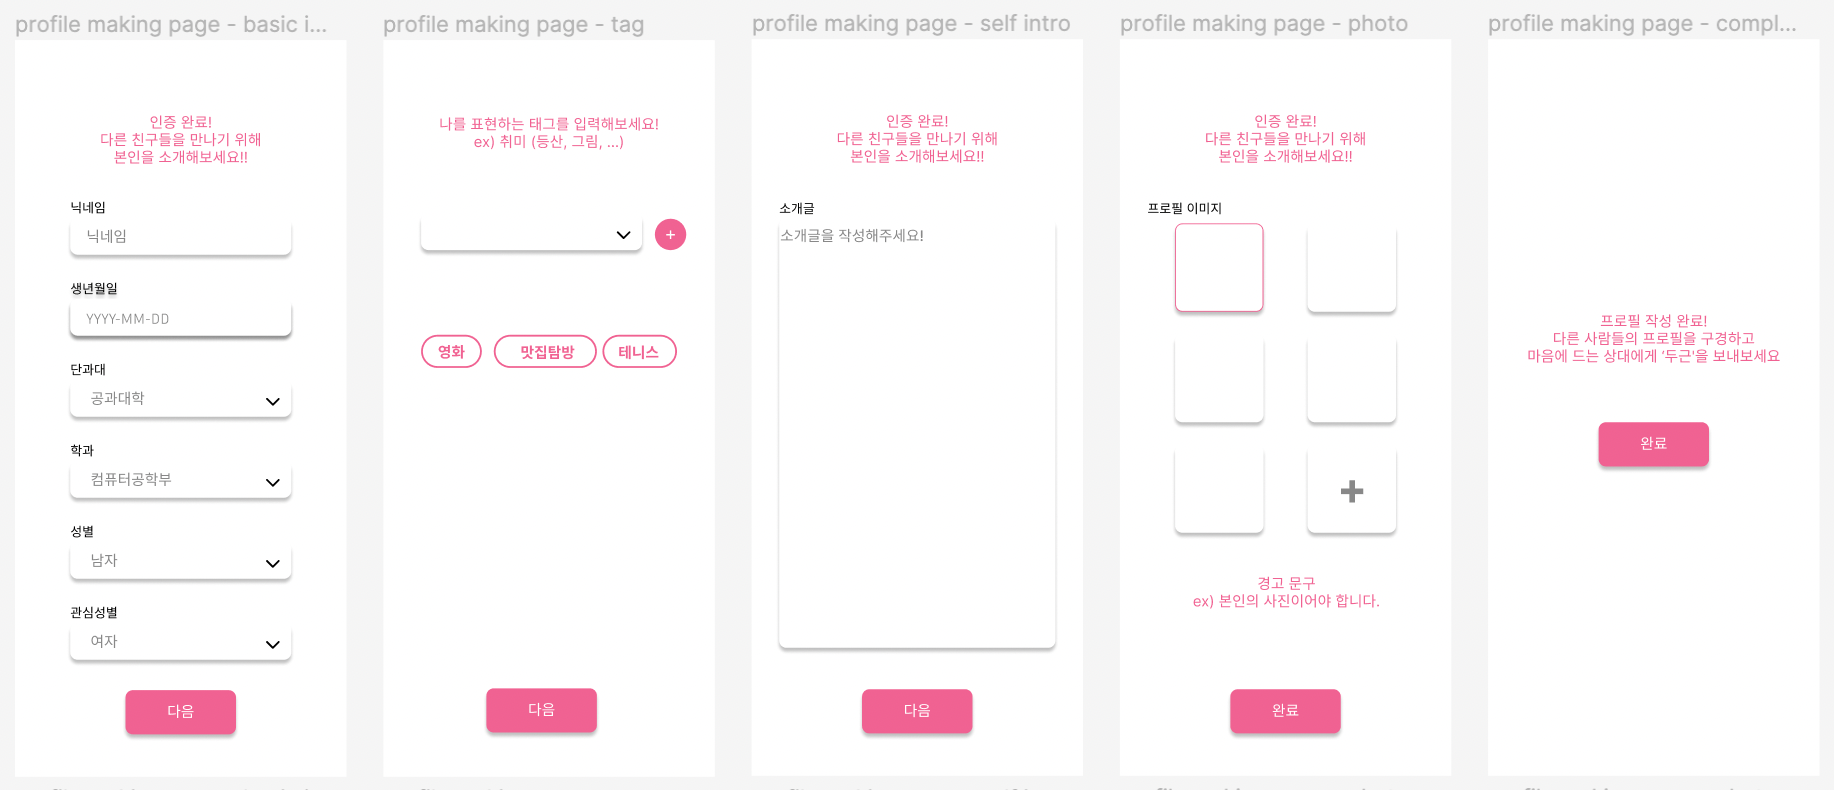 profile making page - basic i...
인증 완료!
다른 친구들을 만나기 위해
본인을 소개해보세요!!
닉네임
닉네임
생년월일
YYYY-MM-DD
단과대
공과대학
학과
컴퓨터공학부
성별
남자
관심성별
여자
다음
profile making page - tag
나를 표현하는 태그를 입력해보세요!
ex) 취미 (등산, 그림, ...)
+
영화
맛집탐방
테니스
다음
profile making page - self intro
인증 완료!
다른 친구들을 만나기 위해
본인을 소개해보세요!!
소개글
소개글을 작성해주세요!
다음
profile making page - photo
인증 완료!
다른 친구들을 만나기 위해
본인을 소개해보세요!!
프로필 이미지
경고 문구
ex) 본인의 사진이어야 합니다.
완료
profile making page - compl...
프로필 작성 완료!
다른 사람들의 프로필을 구경하고
마음에 드는 상대에게 '두근'을 보내보세요
완료